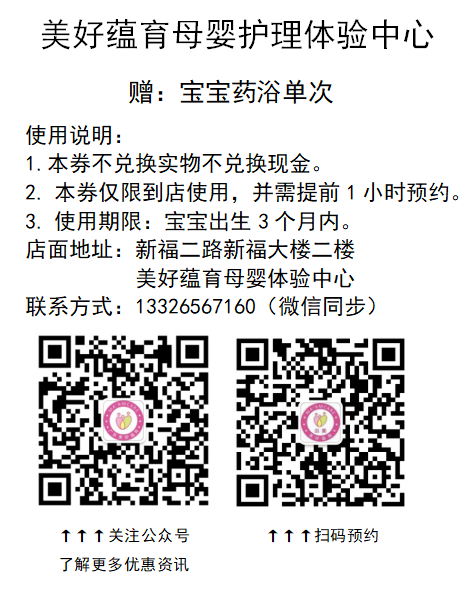 美好蕴育母婴护理体验中心
赠：宝宝药浴单次
使用说明：
1.本券不兑换实物不兑换现金。
2. 本券仅限到店使用，并需提前 1 小时预约。
3. 使用期限：宝宝出生 3 个月内。
店面地址：新福二路新福大楼二楼
美好蕴育母婴体验中心
联系方式：13326567160（微信同步）
↑↑↑关注公众号
↑↑↑扫码预约
了解更多优惠资讯